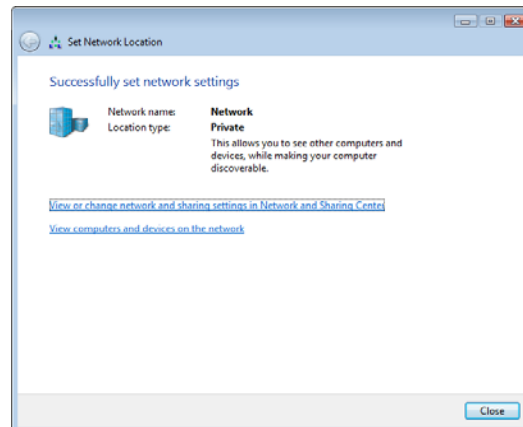 Set Network Location
Successfully set network settings
Network name: Network
Location type: Private
This allows you to see other computers and
devices, while making your computer
discoverable.
View or change network and sharing settings in Network and Sharing Center
View computers and devices on the network
Close